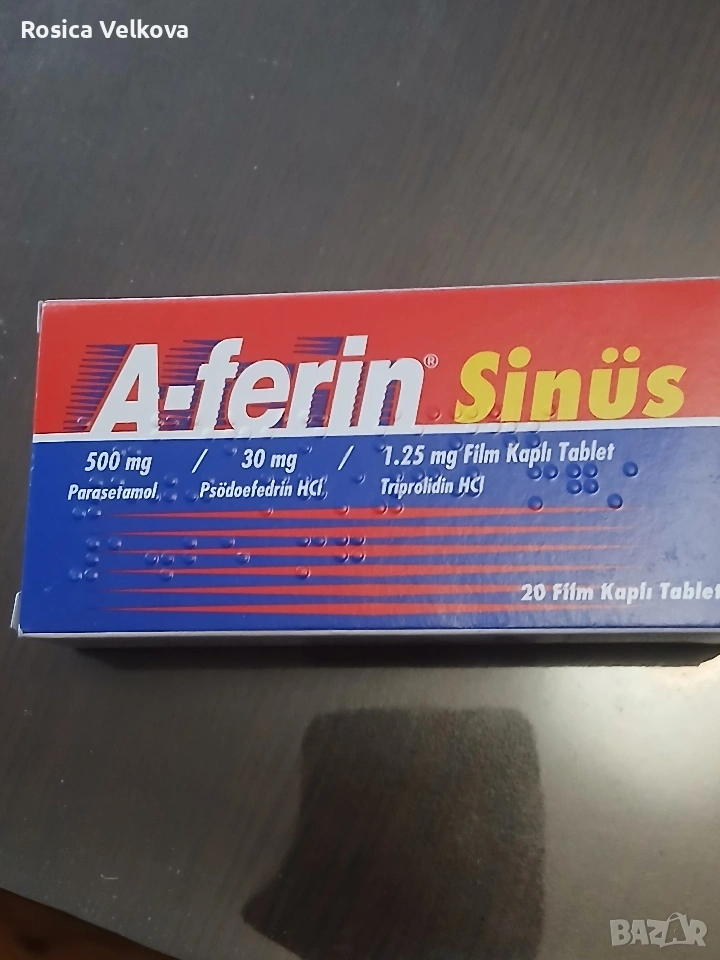 Rosica Velkova
A-ferin® Sinüs
500 mg / 30 mg / 1.25 mg Film Kaplı Tablet
Parasetamol Psödoefedrin HCl Triprolidin HCl
20 Film Kaplı Tablet
BAZAR